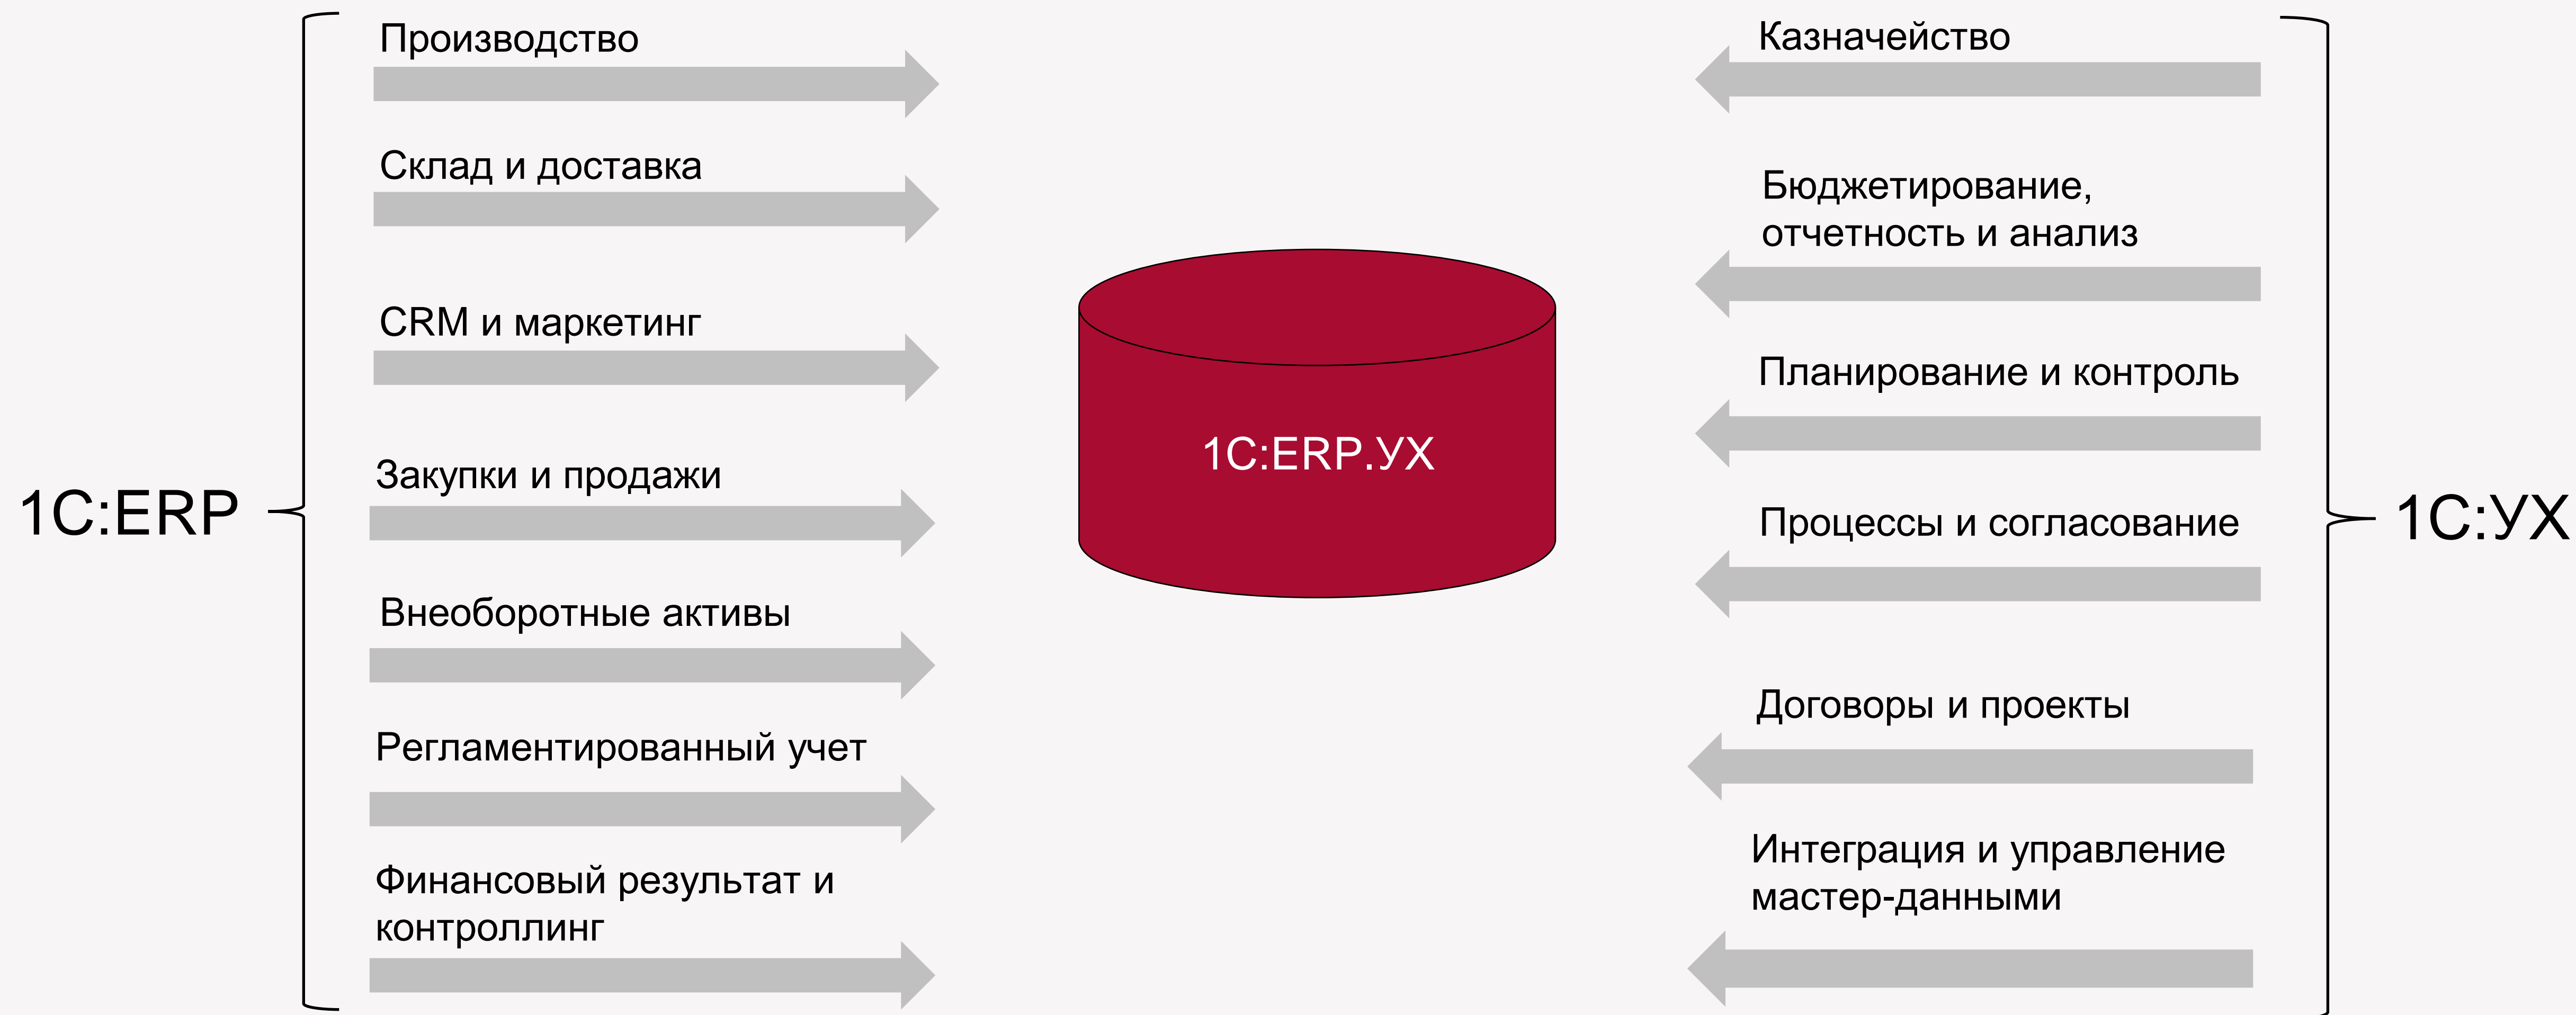 1С:ERP
Производство
Склад и доставка
CRM и маркетинг
Закупки и продажи
Внеоборотные активы
Регламентированный учет
Финансовый результат и
контроллинг
1С:ERP.УХ
Казначейство
Бюджетирование,
отчетность и анализ
Планирование и контроль
Процессы и согласование
Договоры и проекты
Интеграция и управление
мастер-данными
1С:УХ